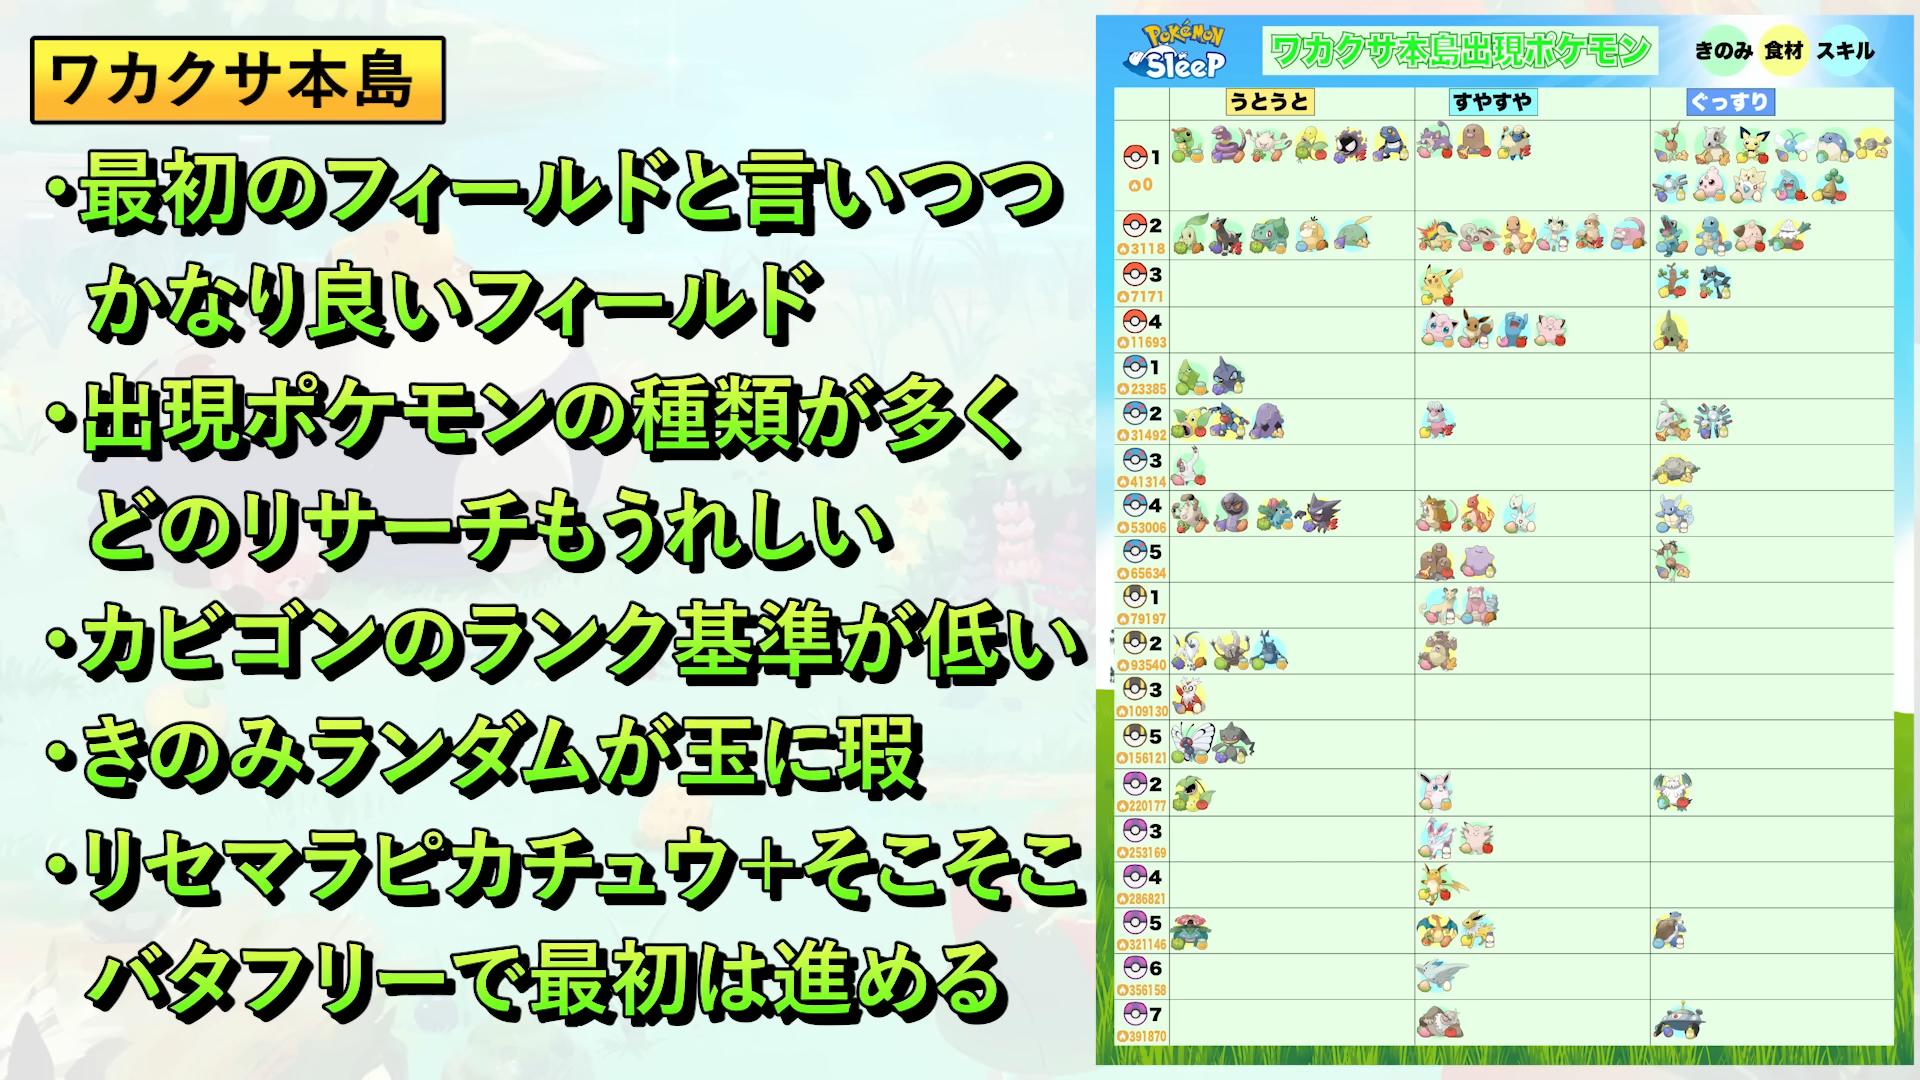 ワカクサ本島
・最初のフィールドと言いつつ
かなり良いフィールド
・出現ポケモンの種類が多く
どのリサーチもうれしい
・カビゴンのランク基準が低い
・きのみランダムが玉に瑕
・リセマラピカチュウ+そこそこ
バタフリーで最初は進める
POKéMON Sleep
ワカクサ本島出現ポケモン
きのみ 食材 スキル
うとうと すやすや ぐっすり
1
0
2
3118
3
7171
4
11693
1
23385
2
31492
3
41314
4
53006
5
65634
1
79197
2
93540
3
109130
5
156121
2
220177
3
253169
4
286821
5
321146
6
356158
7
391870